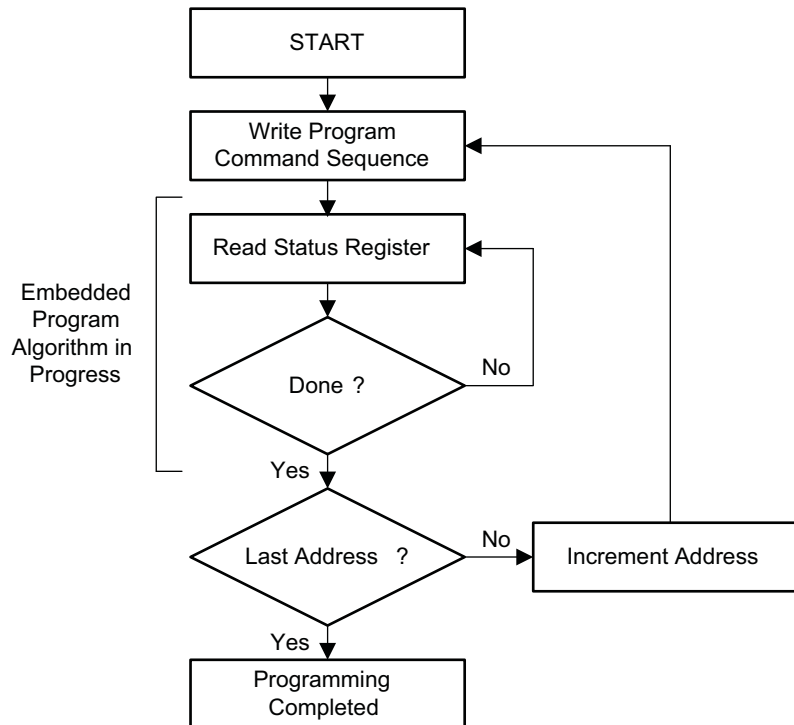 START
Write Program
Command Sequence
Read Status Register
Embedded
Program
Algorithm in
Progress
Done ?
No
Yes
Last Address ?
No
Increment Address
Yes
Programming
Completed